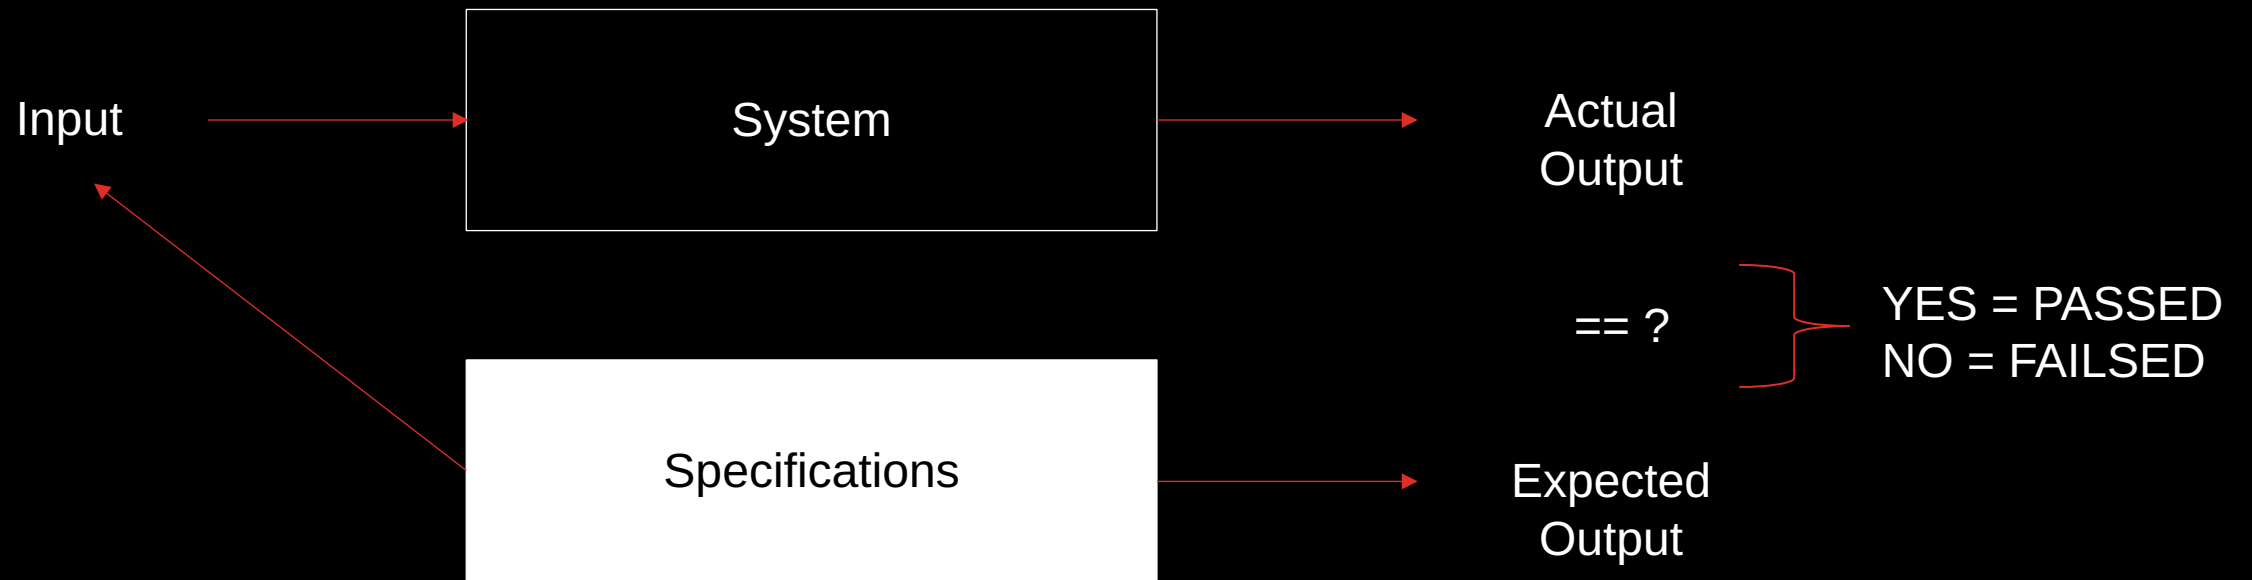 Input
System
Actual
Output
== ?
YES = PASSED
NO = FAILSED
Specifications
Expected
Output